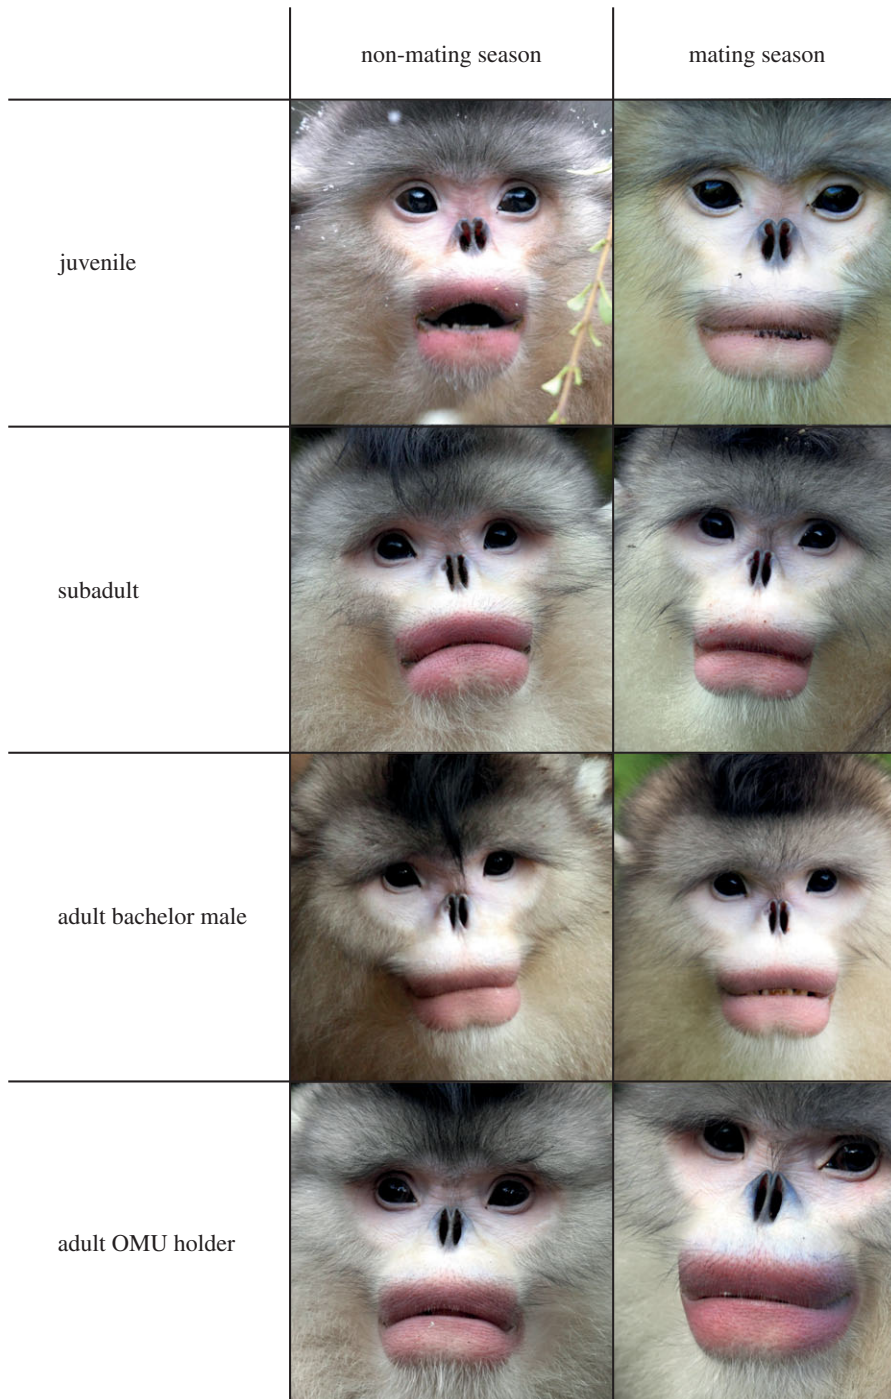 non-mating season
mating season
juvenile
subadult
adult bachelor male
adult OMU holder